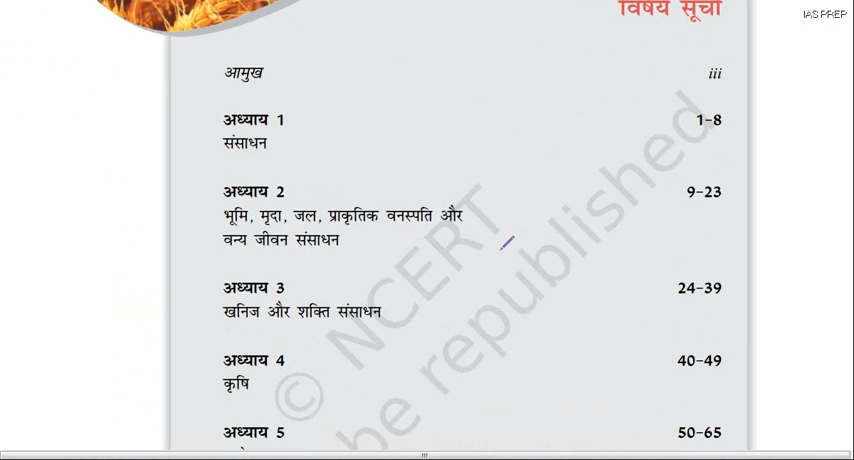 विषय सूची
IAS PREP
आमुख iii
अध्याय 1 1–8
संसाधन
अध्याय 2 9–23
भूमि, मृदा, जल, प्राकृतिक वनस्पति और
वन्य जीवन संसाधन
अध्याय 3 24–39
खनिज और शक्ति संसाधन
अध्याय 4 40–49
कृषि
अध्याय 5 50–65
© NCERT
be republished